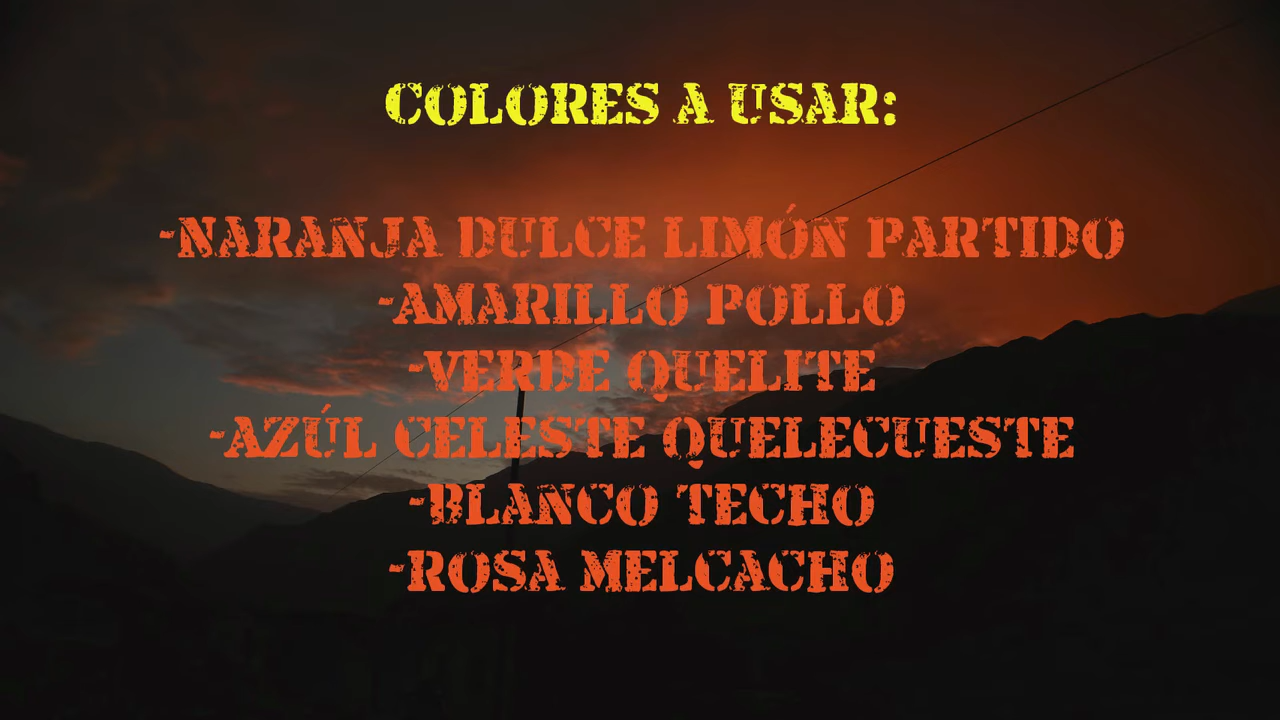 COLORES A USAR:
-NARANJA DULCE LIMÓN PARTIDO
-AMARILLO POLLO
-VERDE QUELITE
-AZÚL CELESTE QUELECUESTE
-BLANCO TECHO
-ROSA MELCACHO